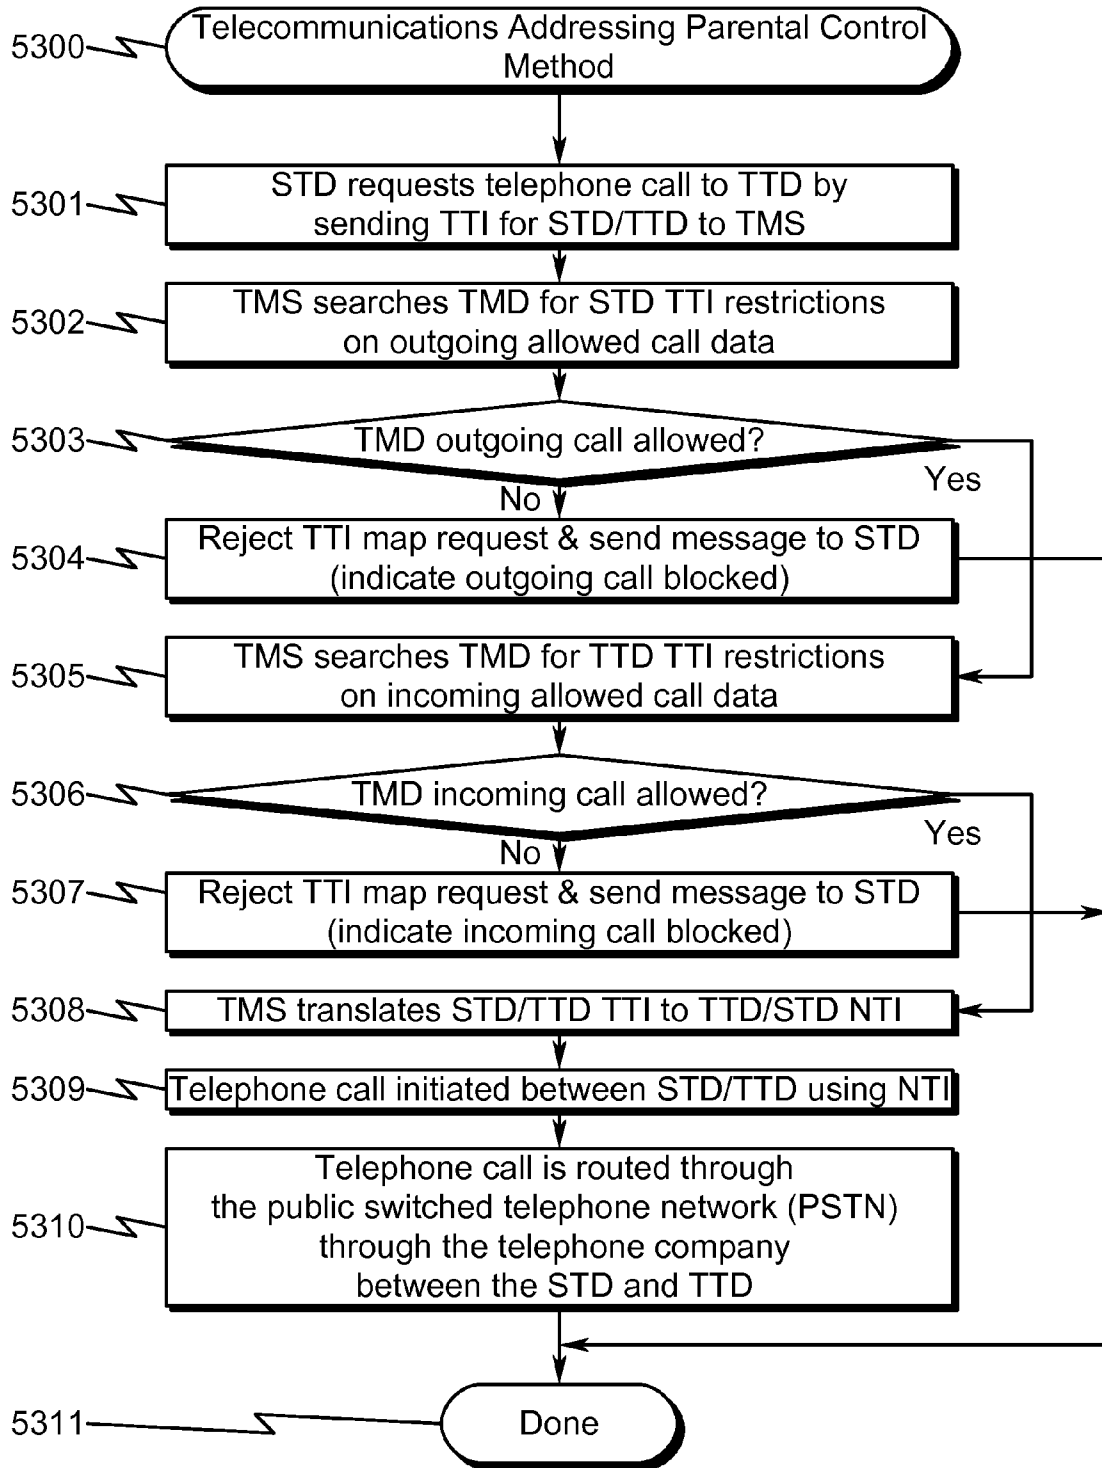 Telecommunications Addressing Parental Control
Method
5300
STD requests telephone call to TTD by
sending TTI for STD/TTD to TMS
5301
TMS searches TMD for STD TTI restrictions
on outgoing allowed call data
5302
TMD outgoing call allowed?
5303
Yes
No
Reject TTI map request & send message to STD
(indicate outgoing call blocked)
5304
TMS searches TMD for TTD TTI restrictions
on incoming allowed call data
5305
TMD incoming call allowed?
5306
Yes
No
Reject TTI map request & send message to STD
(indicate incoming call blocked)
5307
TMS translates STD/TTD TTI to TTD/STD NTI
5308
Telephone call initiated between STD/TTD using NTI
5309
Telephone call is routed through
the public switched telephone network (PSTN)
through the telephone company
between the STD and TTD
5310
Done
5311